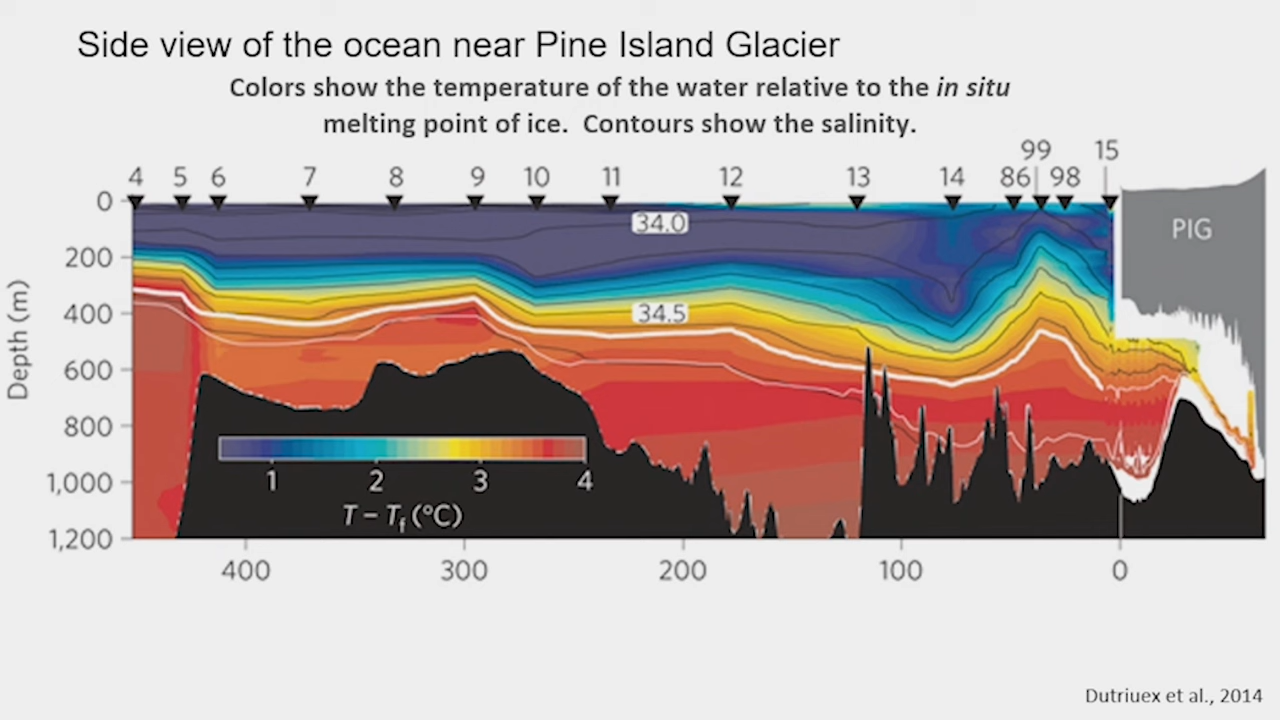 Side view of the ocean near Pine Island Glacier
Colors show the temperature of the water relative to the in situ
melting point of ice. Contours show the salinity.
99 15
4 5 6 7 8 9 10 11 12 13 14 86 98
0
34.0
PIG
200
34.5
400
Depth (m)
600
800
1,000
1 2 3 4
T – Tf (°C)
1,200
400 300 200 100 0
Dutriuex et al., 2014